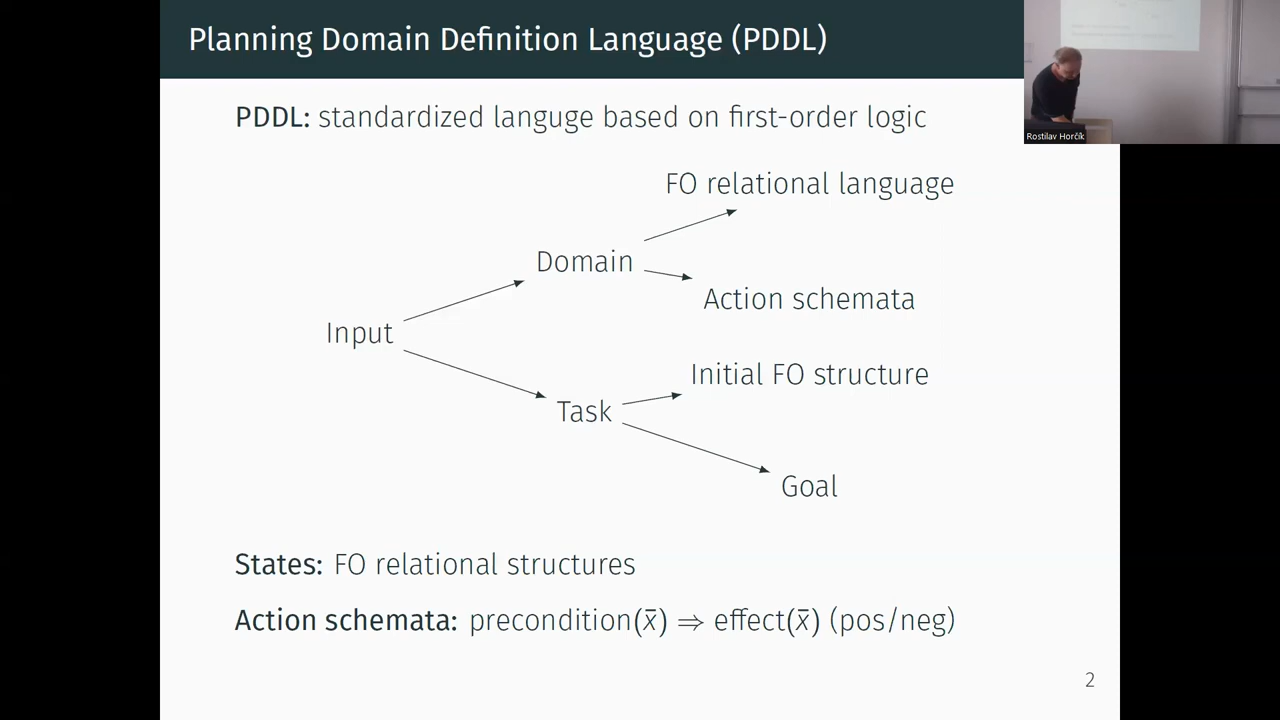 Planning Domain Definition Language (PDDL)
Rostilav Horčík
PDDL: standardized languge based on first-order logic
FO relational language
Domain
Action schemata
Input
Initial FO structure
Task
Goal
States: FO relational structures
Action schemata: precondition(x̄) ⇒ effect(x̄) (pos/neg)
2